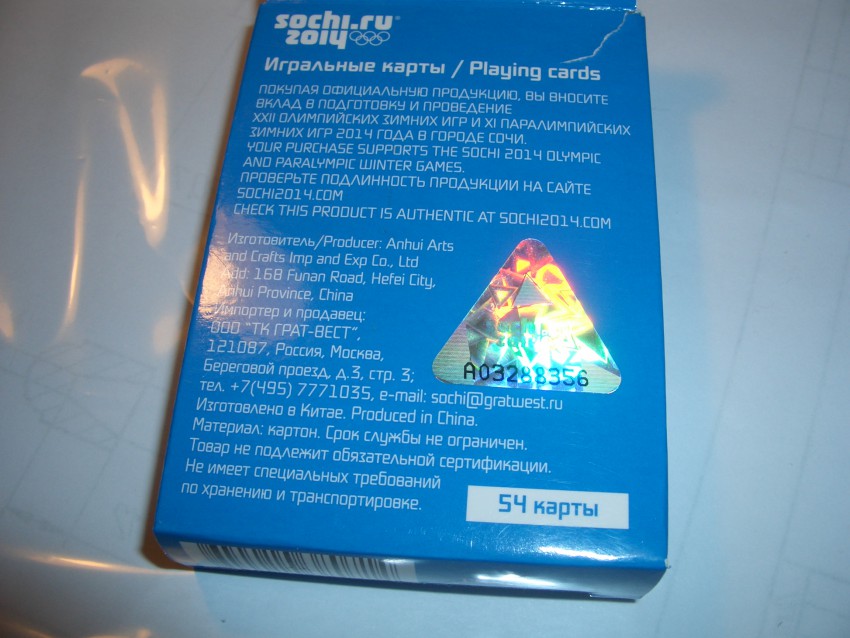 sochi.ru
2014
Игральные карты / Playing cards
ПОКУПАЯ ОФИЦИАЛЬНУЮ ПРОДУКЦИЮ, ВЫ ВНОСИТЕ
ВКЛАД В ПОДГОТОВКУ И ПРОВЕДЕНИЕ
XXII ОЛИМПИЙСКИХ ЗИМНИХ ИГР И XI ПАРАЛИМПИЙСКИХ
ЗИМНИХ ИГР 2014 ГОДА В ГОРОДЕ СОЧИ.
YOUR PURCHASE SUPPORTS THE SOCHI 2014 OLYMPIC
AND PARALYMPIC WINTER GAMES.
ПРОВЕРЬТЕ ПОДЛИННОСТЬ ПРОДУКЦИИ НА САЙТЕ
SOCHI2014.COM
CHECK THIS PRODUCT IS AUTHENTIC AT SOCHI2014.COM
Изготовитель/Producer: Anhui Arts
and Crafts Imp and Exp Co., Ltd
Add: 168 Funan Road, Hefei City,
Anhui Province, China
Импортер и продавец:
ООО "ТК ГРАТ-ВЕСТ",
121087, Россия, Москва,
Береговой проезд, д.3, стр. 3;
тел. +7(495) 7771035, e-mail: sochi@gratwest.ru
Изготовлено в Китае. Produced in China.
Материал: картон. Срок службы не ограничен.
Товар не подлежит обязательной сертификации.
Не имеет специальных требований
по хранению и транспортировке.
A03288356
54 карты